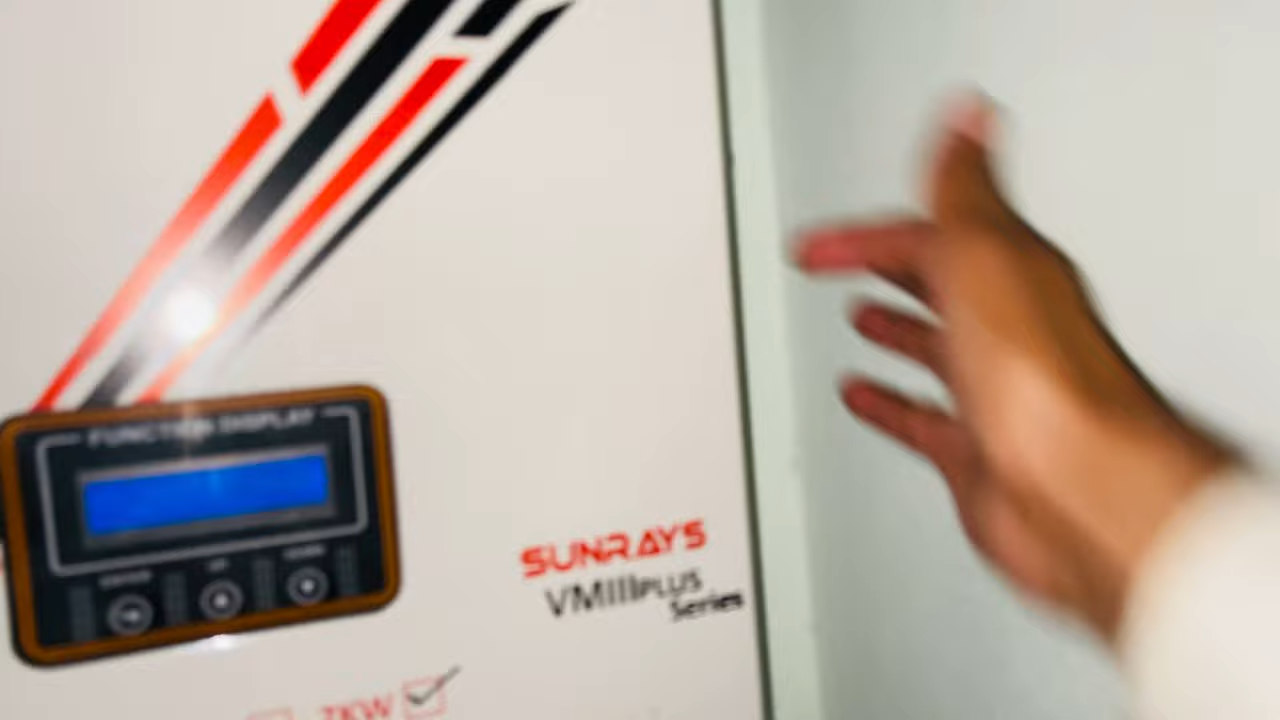 FUNCTION DISPLAY
SUNRAYS
VMIIIPLUS
Series
7KW